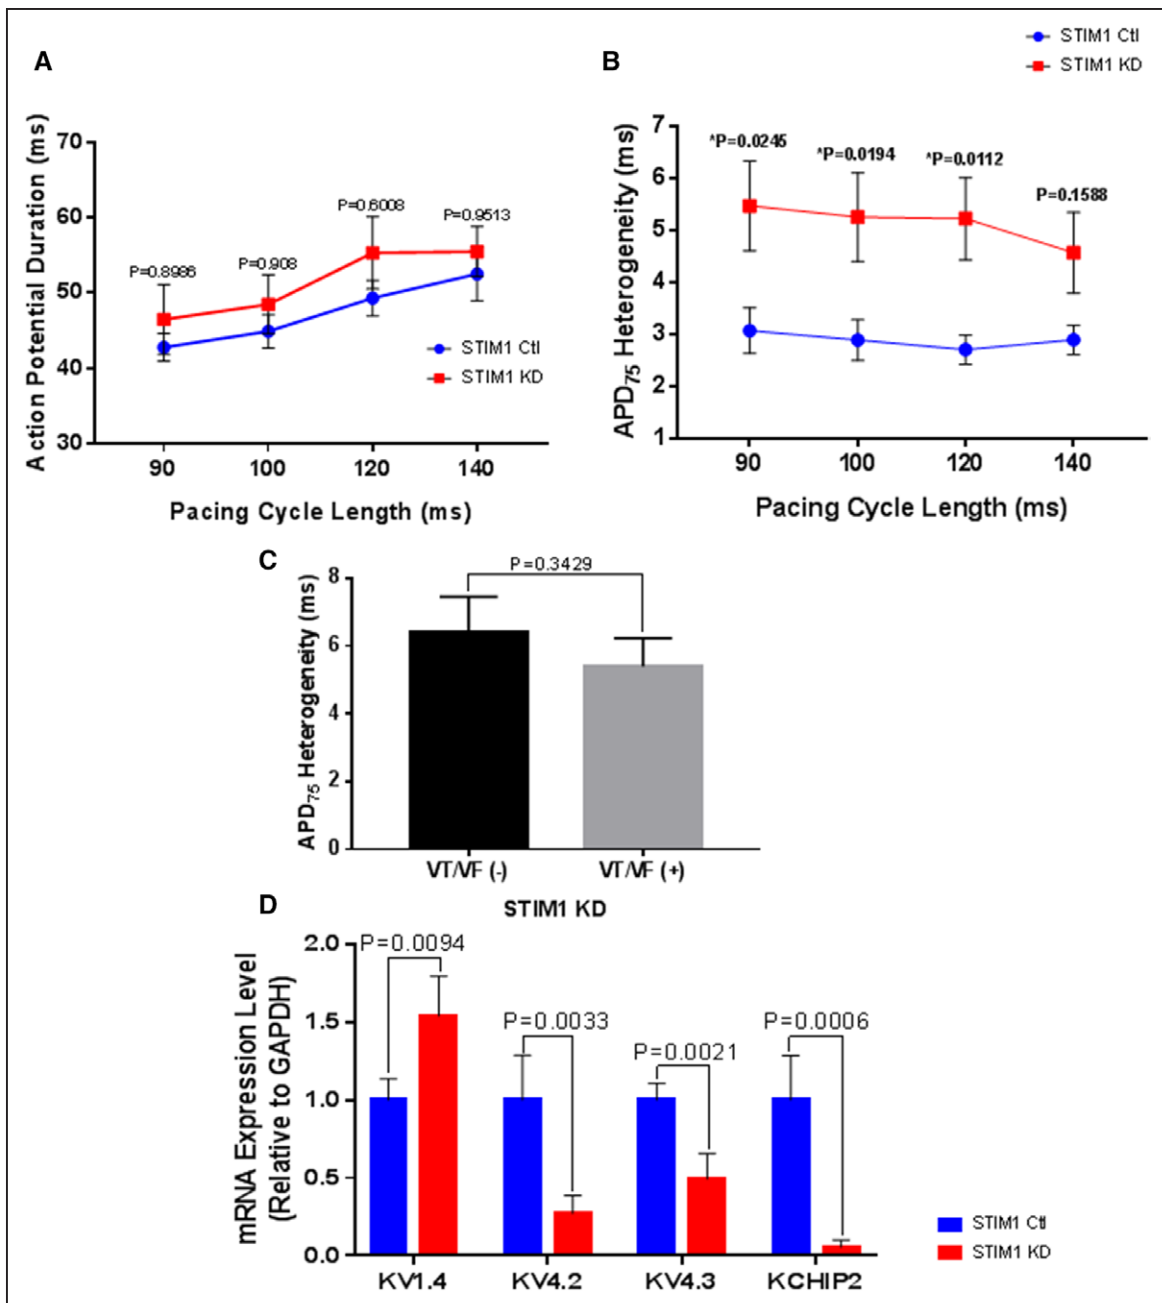 STIM1 Ctl
STIM1 KD
A
B
Action Potential Duration (ms)
70
60
50
40
30
P=0.8986
P=0.908
P=0.6008
P=0.9513
STIM1 Ctl
STIM1 KD
90 100 120 140
Pacing Cycle Length (ms)
APD75 Heterogeneity (ms)
7
6
5
4
3
2
1
*P=0.0245
*P=0.0194
*P=0.0112
P=0.1588
90 100 120 140
Pacing Cycle Length (ms)
C
APD75 Heterogeneity (ms)
8
6
4
2
0
P=0.3429
VT/VF (-) VT/VF (+)
STIM1 KD
D
mRNA Expression Level
(Relative to GAPDH)
2.0
1.5
1.0
0.5
0.0
P=0.0094
P=0.0033
P=0.0021
P=0.0006
KV1.4 KV4.2 KV4.3 KCHIP2
STIM1 Ctl
STIM1 KD